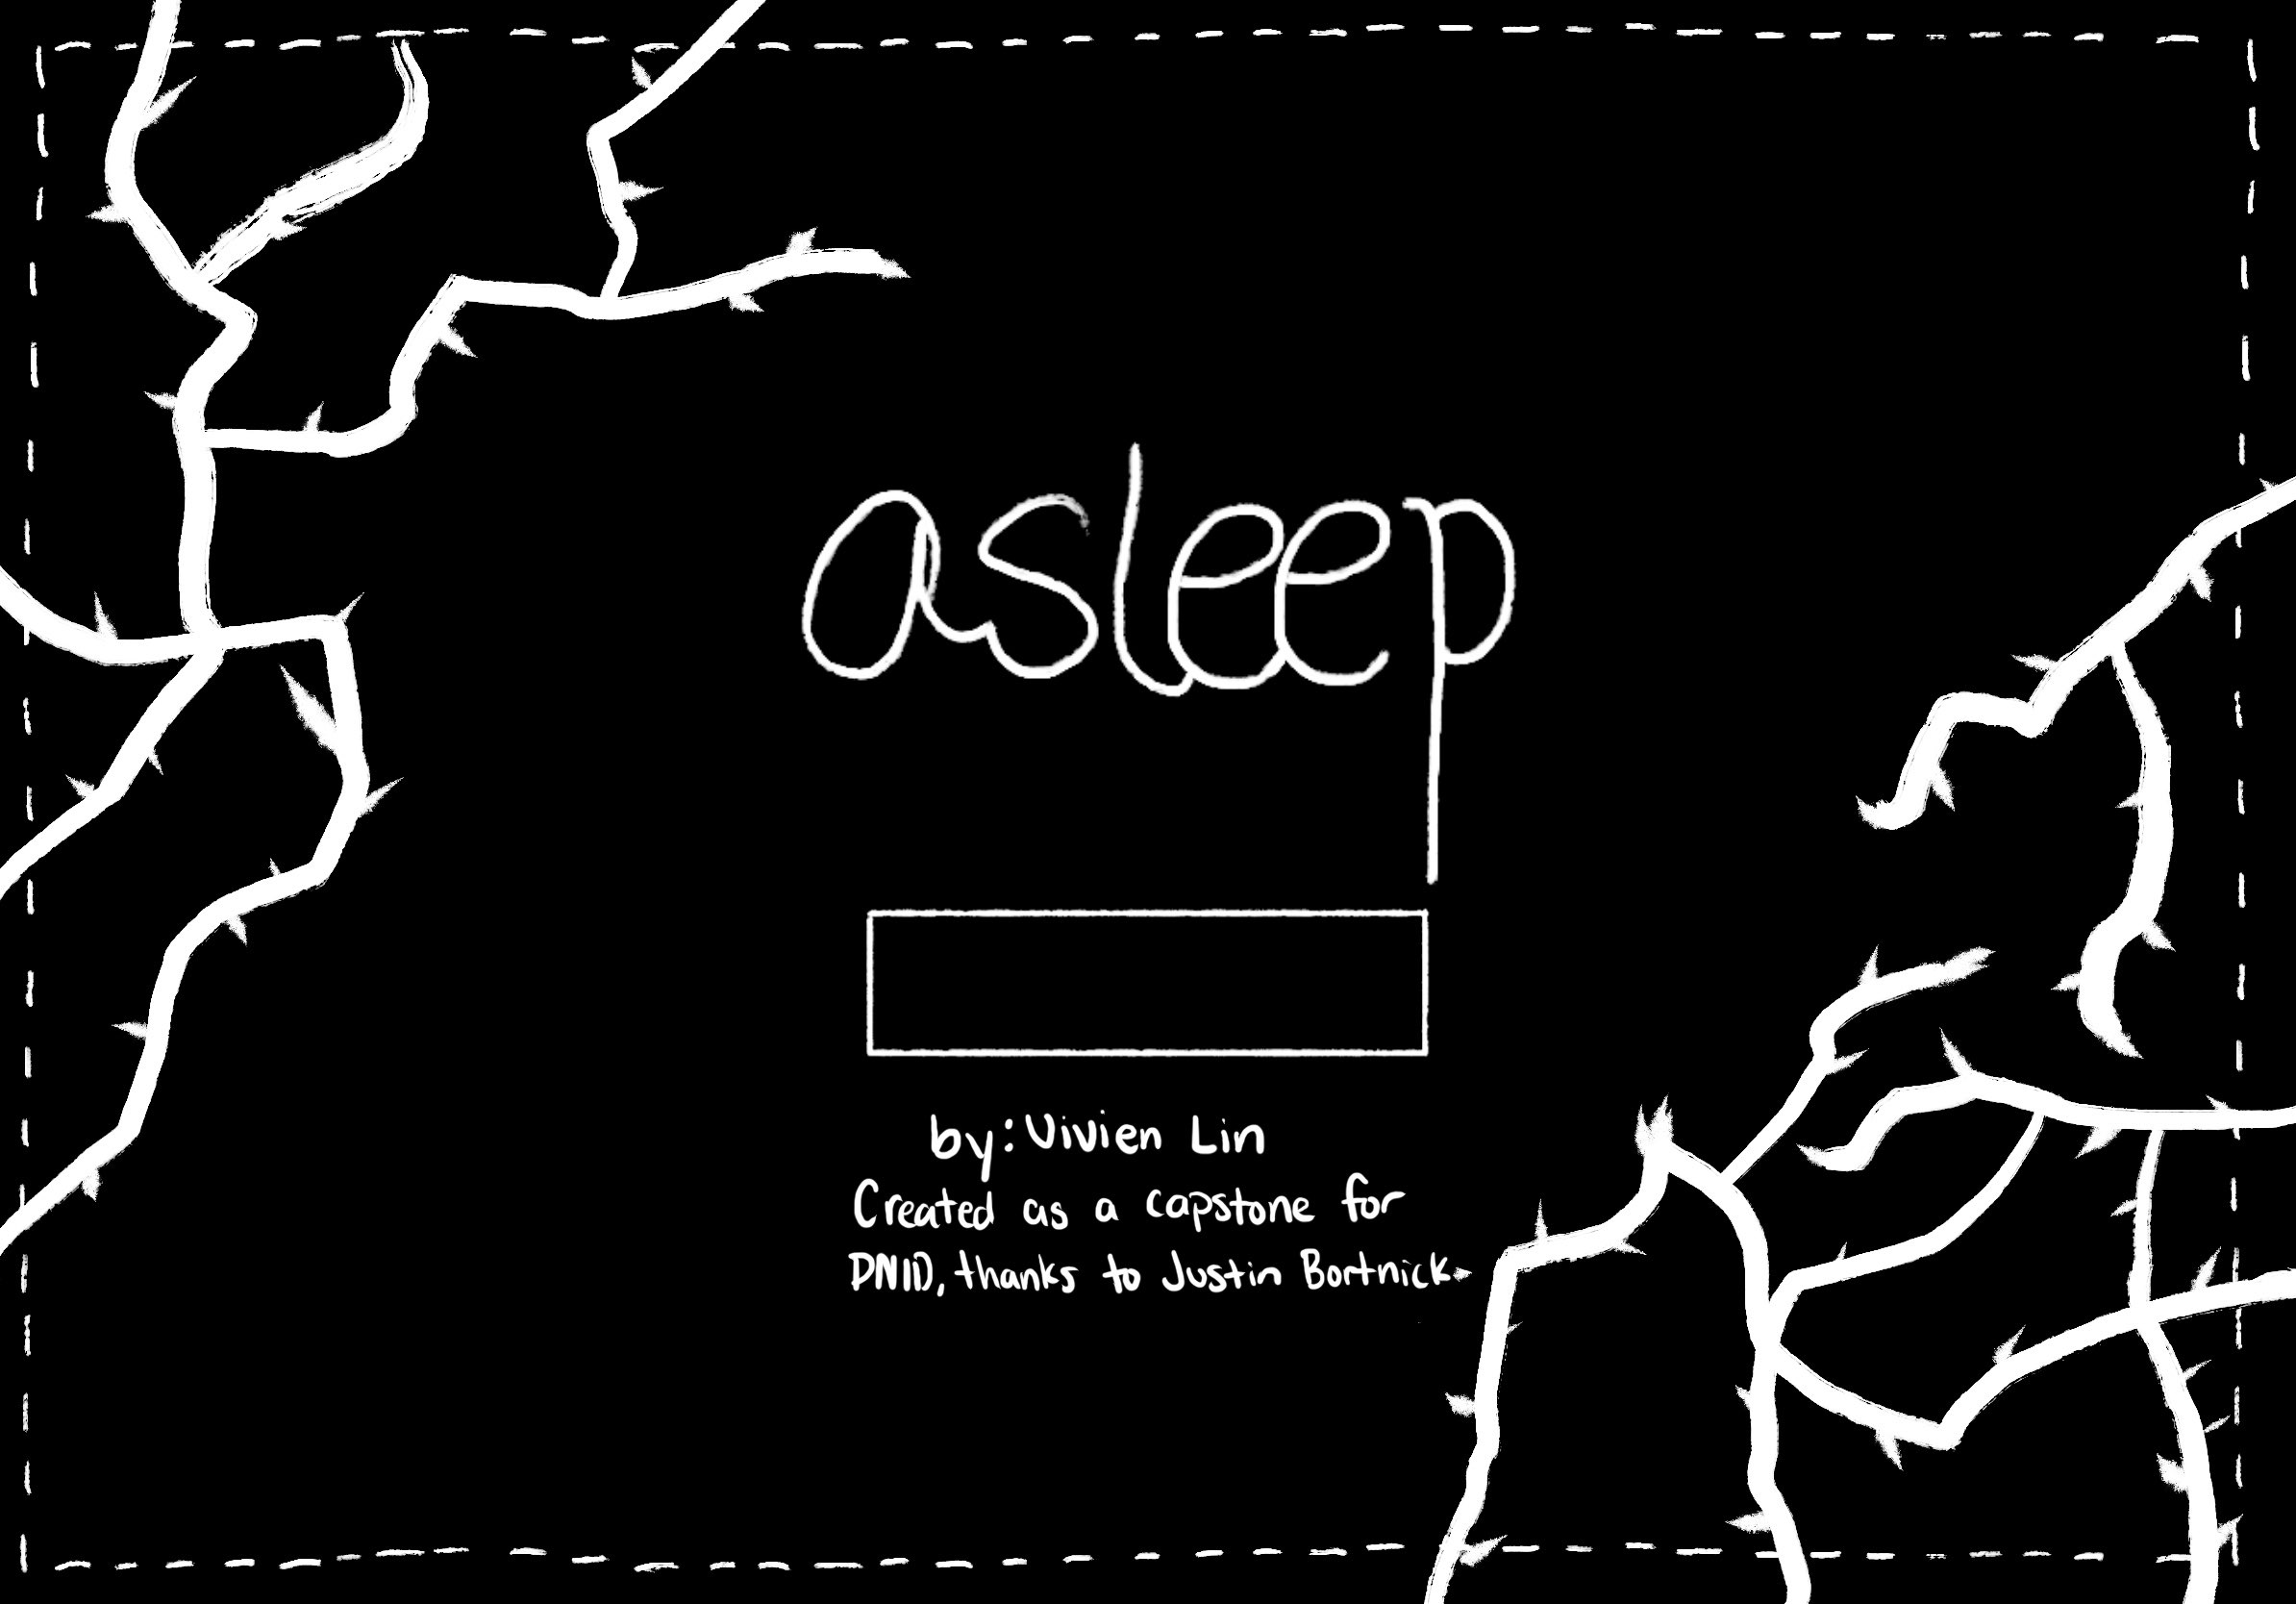 asleep
by: Vivien Lin
Created as a capstone for
DNID, thanks to Justin Bortnick.